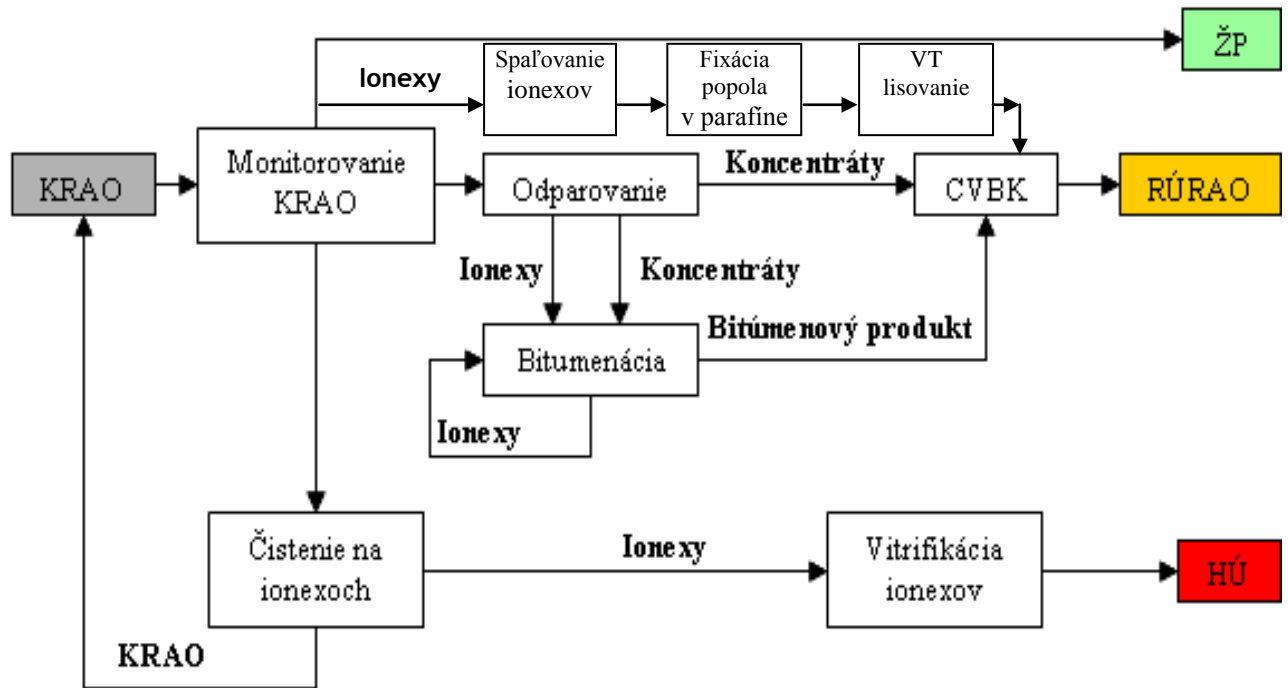 ŽP
Ionexy
Spaľovanie
ionexov
Fixácia
popola
v parafíne
VT
lisovanie
KRAO
Monitorovanie
KRAO
Odparovanie
Koncentráty
CVBK
RÚRAO
Ionexy
Koncentráty
Bitúmenový produkt
Bitumenácia
Ionexy
Čistenie na
ionexoch
Ionexy
Vitrifikácia
ionexov
HÚ
KRAO